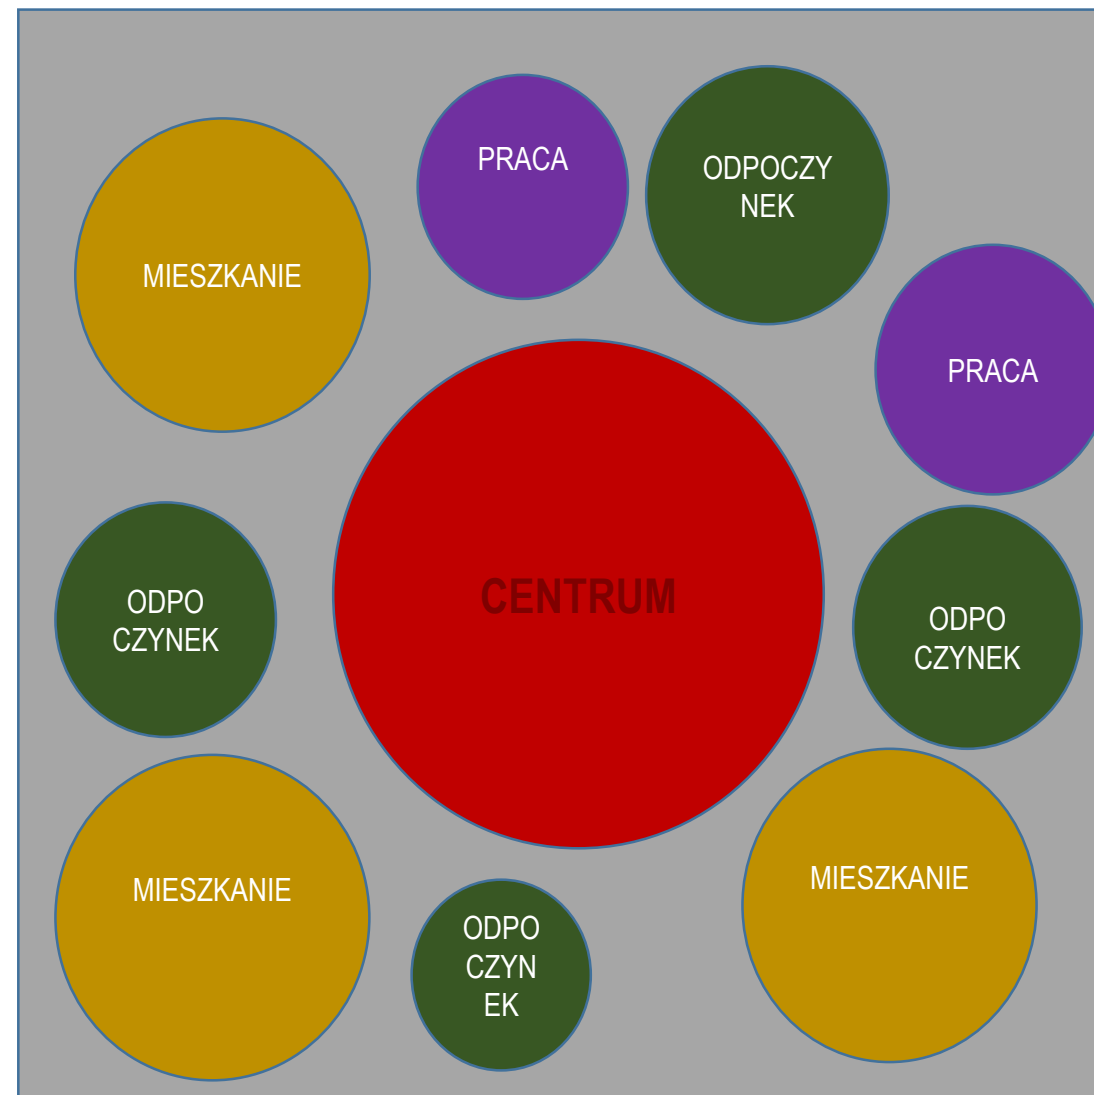 PRACA
ODPOCZY
NEK
MIESZKANIE
PRACA
CENTRUM
ODPO
CZYNEK
ODPO
CZYNEK
MIESZKANIE
MIESZKANIE
ODPO
CZYN
EK